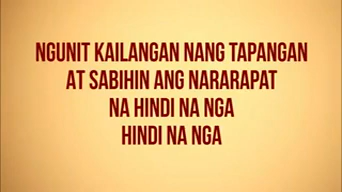 NGUNIT KAILANGAN NANG TAPANGAN
AT SABIHIN ANG NARARAPAT
NA HINDI NA NGA
HINDI NA NGA